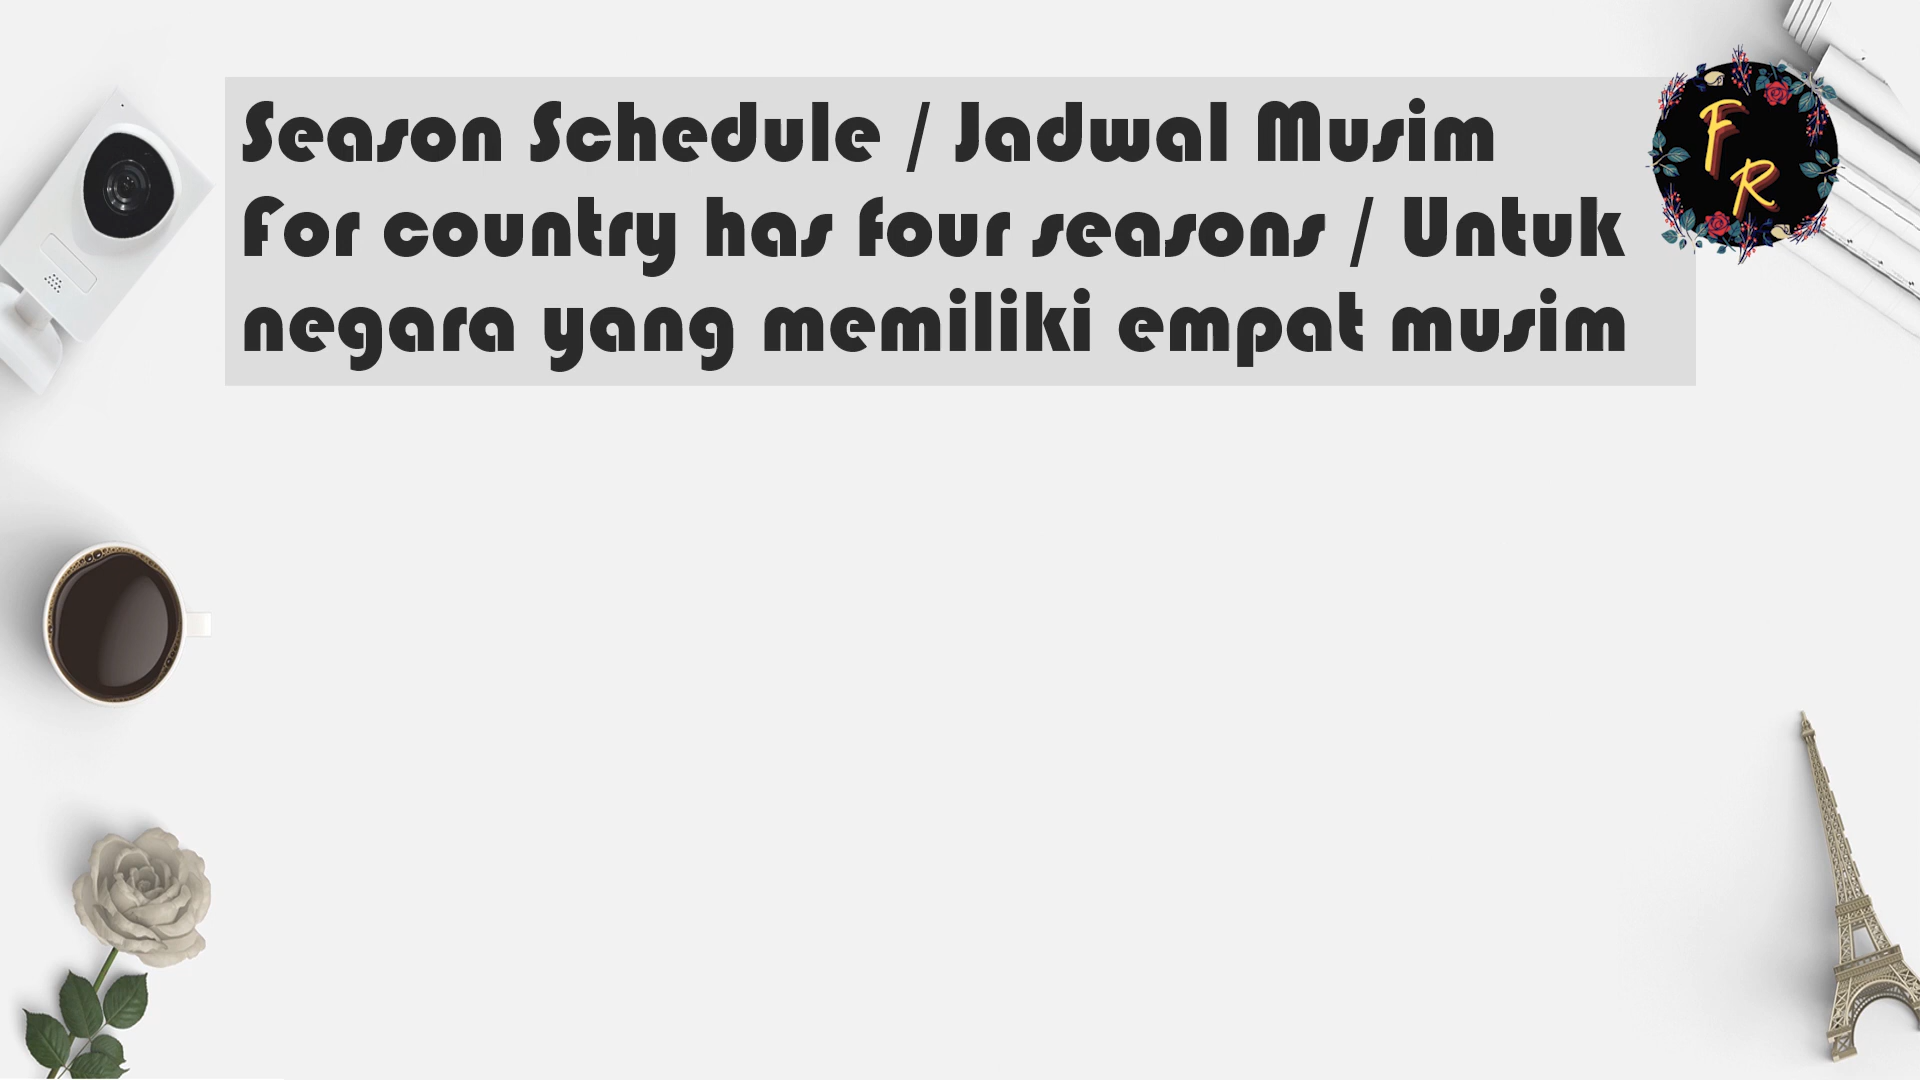 Season Schedule / Jadwal Musim
For country has four seasons / Untuk
negara yang memiliki empat musim
F
R